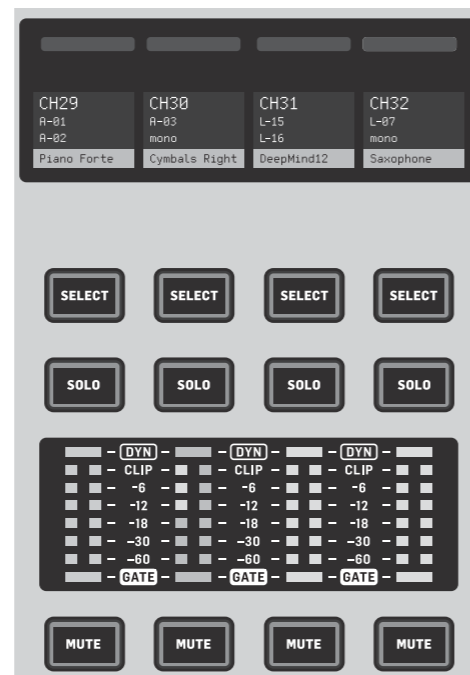 CH29 CH30 CH31 CH32
A-01 A-03 L-15 L-07
A-02 mono L-16 mono
Piano Forte Cymbals Right DeepMind12 Saxophone
SELECT SELECT SELECT SELECT
SOLO SOLO SOLO SOLO
DYN DYN DYN
CLIP CLIP CLIP
-6 -6 -6
-12 -12 -12
-18 -18 -18
-30 -30 -30
-60 -60 -60
GATE GATE GATE
MUTE MUTE MUTE MUTE